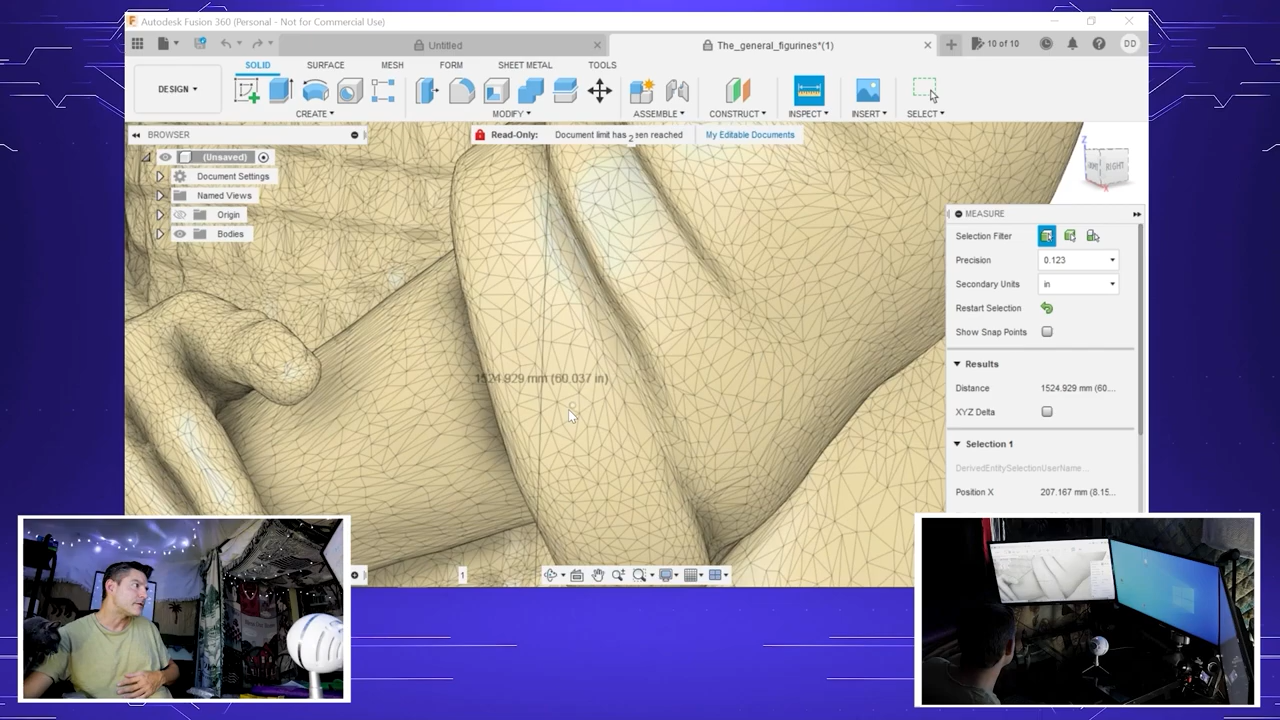 Autodesk Fusion 360 (Personal - Not for Commercial Use)
Untitled
The_general_figurines*(1)
10 of 10
DD
DESIGN
SOLID
SURFACE
MESH
FORM
SHEET METAL
TOOLS
CREATE
MODIFY
ASSEMBLE
CONSTRUCT
INSPECT
INSERT
SELECT
BROWSER
Read-Only:
Document limit has been reached
2
My Editable Documents
(Unsaved)
Document Settings
Named Views
Origin
Bodies
Z
RIGHT
X
MEASURE
Selection Filter
Precision
0.123
Secondary Units
in
Restart Selection
Show Snap Points
Results
Distance
1524.929 mm (60....
XYZ Delta
Selection 1
DerivedEntitySelectionUserName...
Position X
207.167 mm (8.15...
1524.929 mm (60.037 in)
1